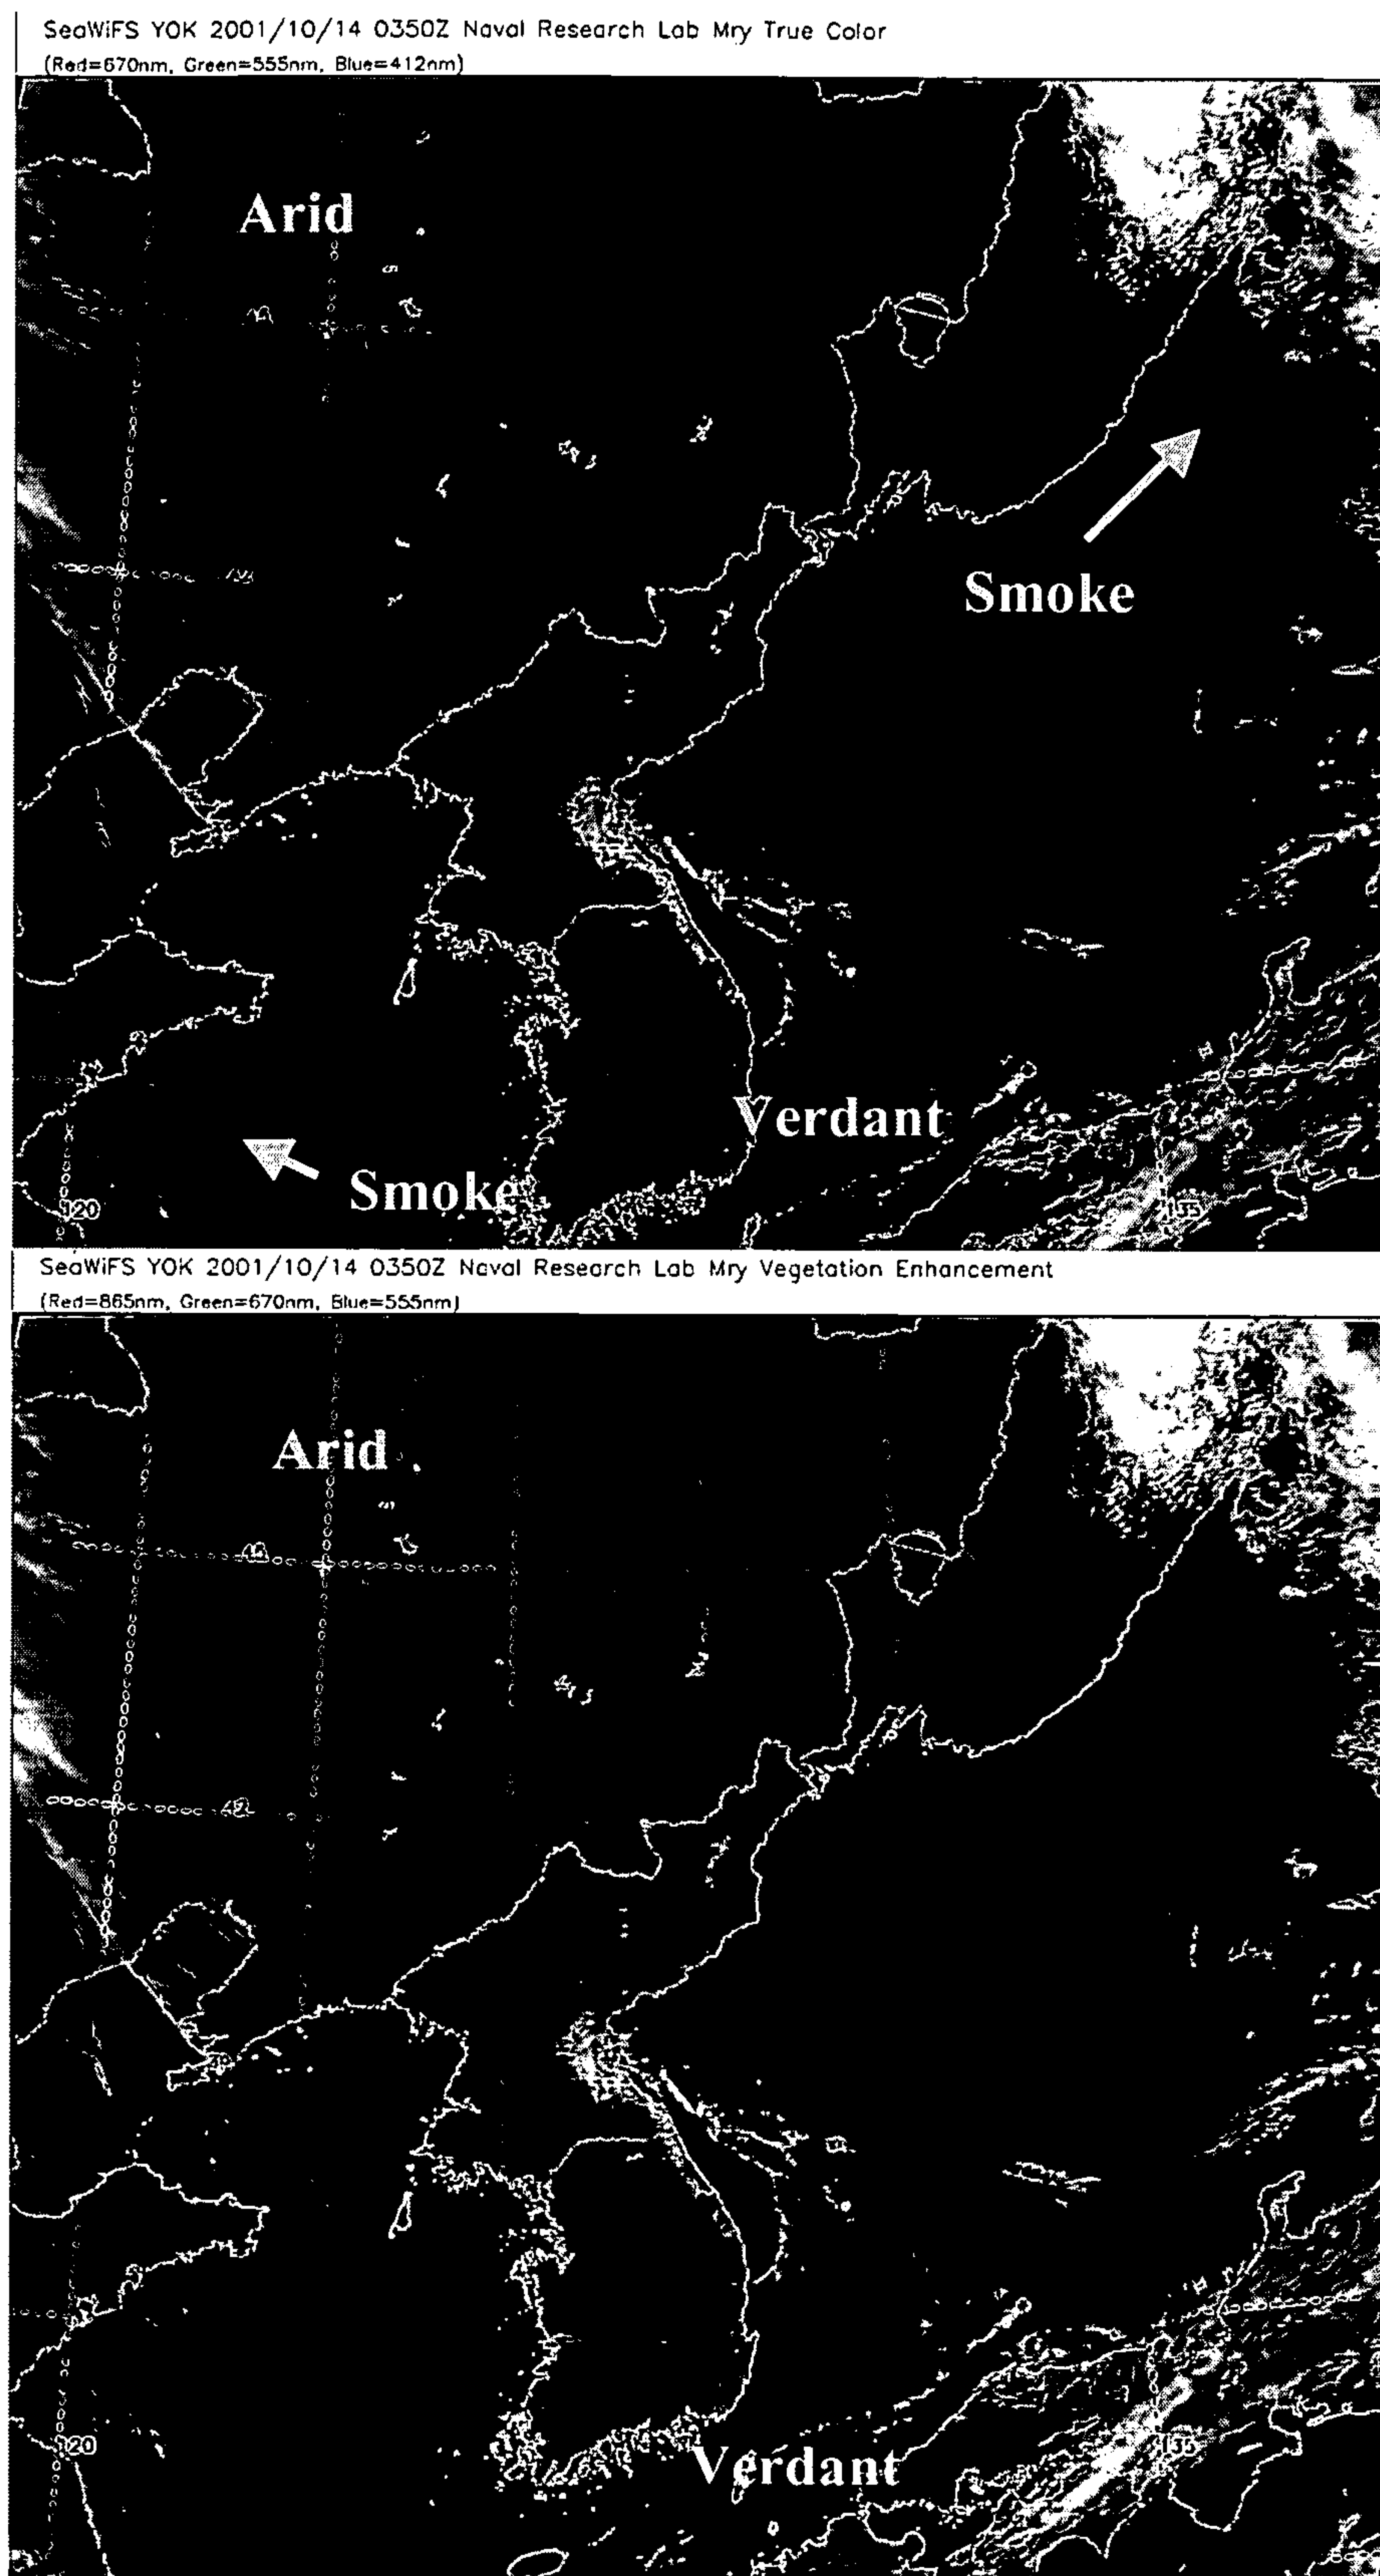 SeaWiFS YOK 2001/10/14 0350Z Naval Research Lab Mry True Color
(Red=670nm, Green=555nm, Blue=412nm)
Arid
Smoke
Verdant
Smoke
120
135
SeaWiFS YOK 2001/10/14 0350Z Naval Research Lab Mry Vegetation Enhancement
(Red=865nm, Green=670nm, Blue=555nm)
Arid
120
135
Verdant